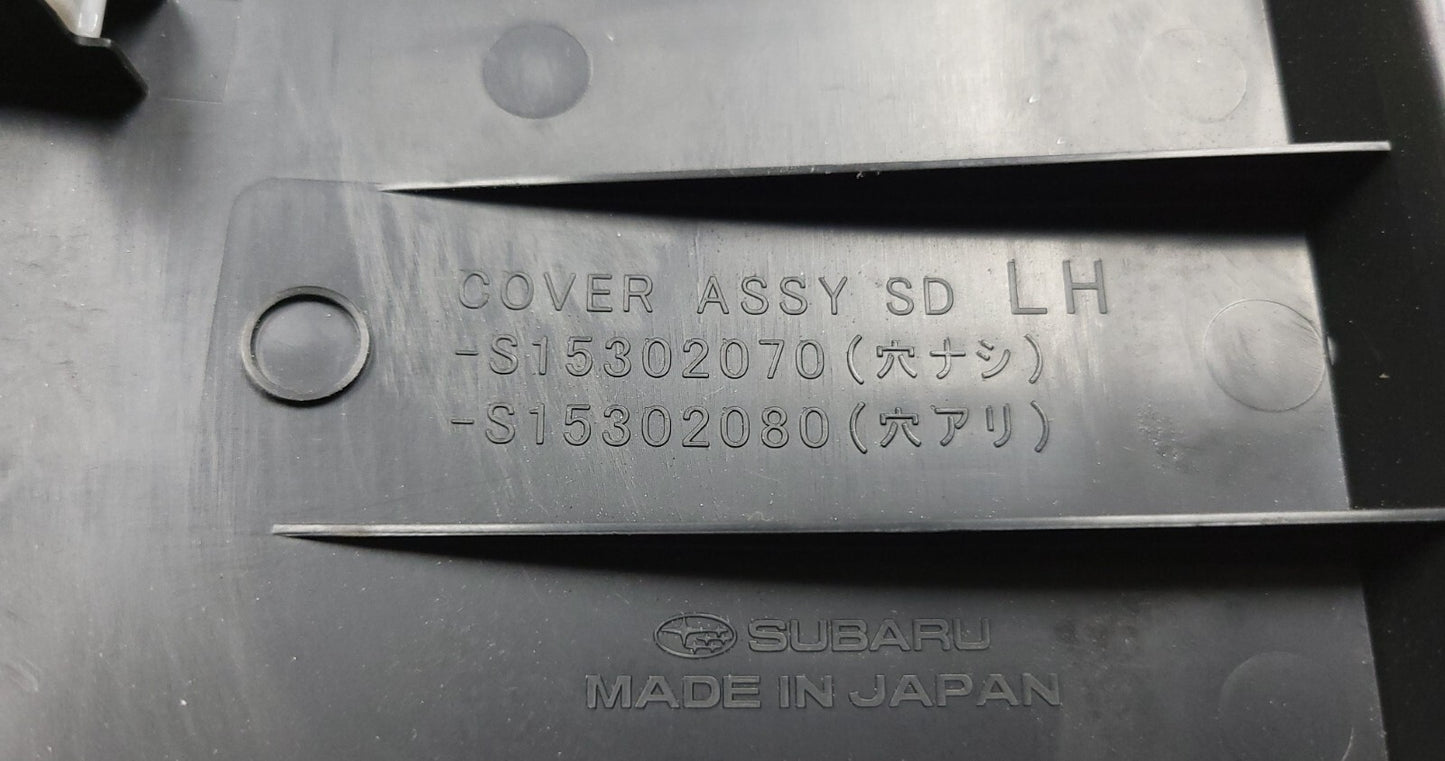 COVER ASSY SD LH
-S15302070(穴ナシ)
-S15302080(穴アリ)
SUBARU
MADE IN JAPAN